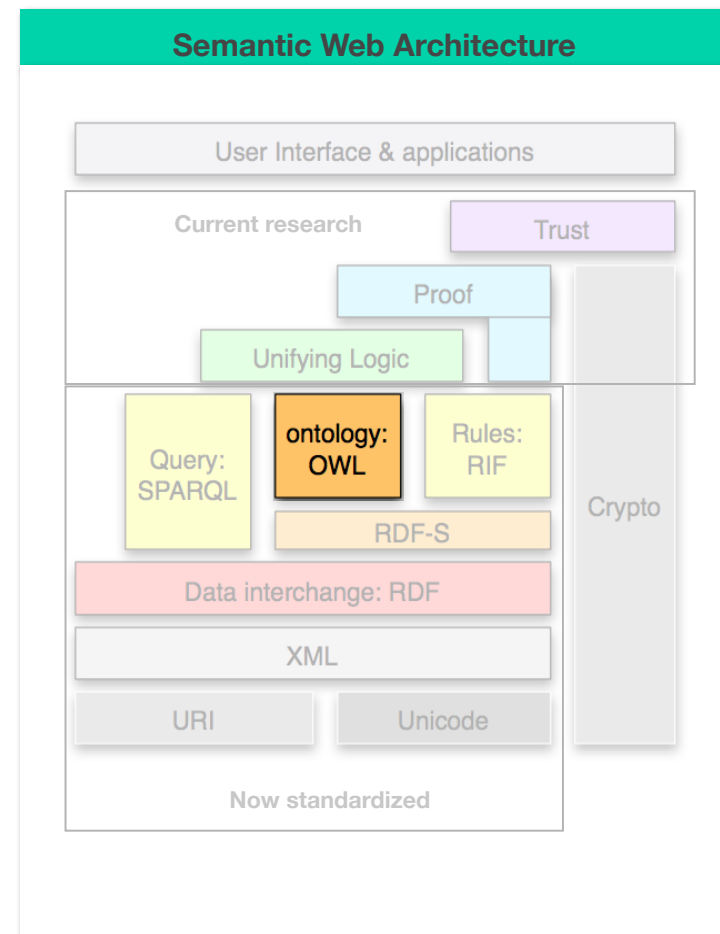 Semantic Web Architecture
User Interface & applications
Current research
Trust
Proof
Unifying Logic
Query:
SPARQL
ontology:
OWL
Rules:
RIF
Crypto
RDF-S
Data interchange: RDF
XML
URI
Unicode
Now standardized